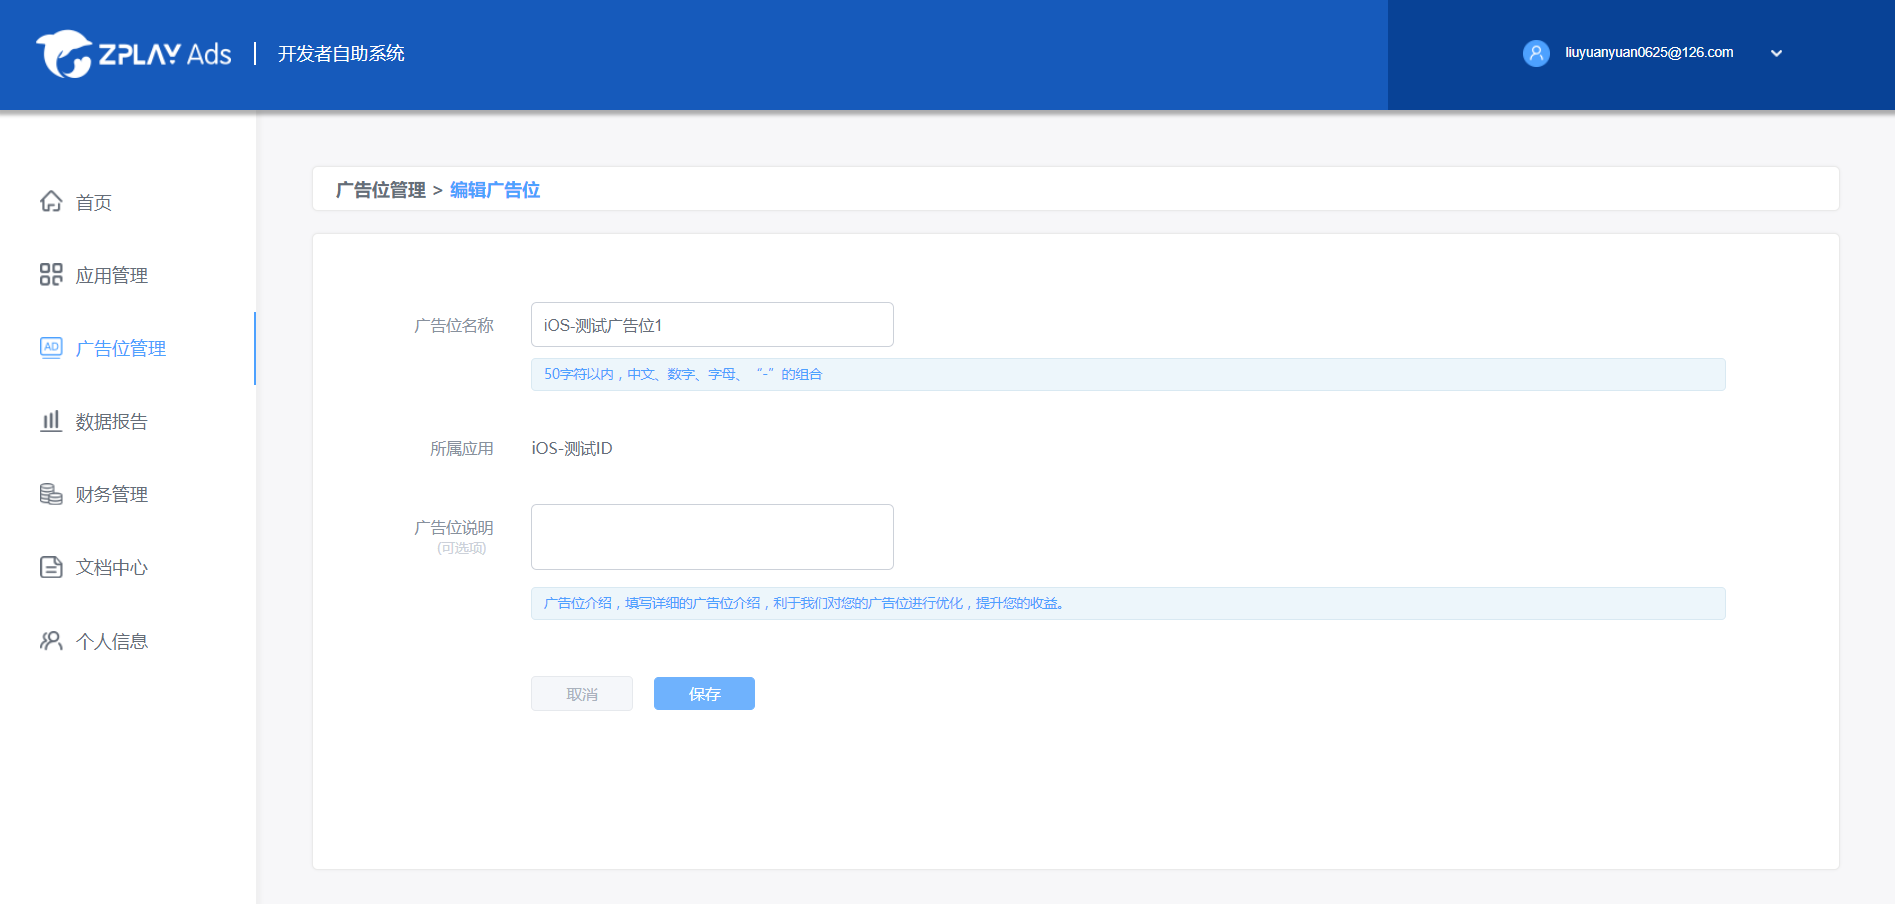 ZPLAY Ads | 开发者自助系统
liuyuanyuan0625@126.com
首页
应用管理
AD 广告位管理
数据报告
财务管理
文档中心
个人信息
广告位管理 > 编辑广告位
广告位名称 iOS-测试广告位1
50字符以内，中文、数字、字母、“-”的组合
所属应用 iOS-测试ID
广告位说明
(可选项)
广告位介绍，填写详细的广告位介绍，利于我们对您的广告位进行优化，提升您的收益。
取消 保存